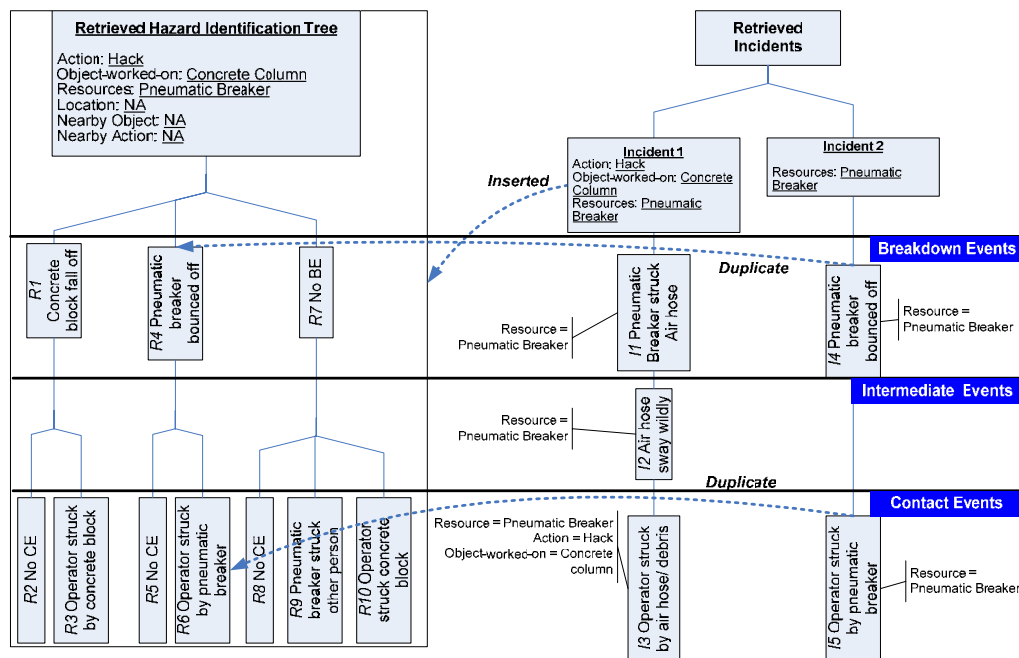 Retrieved Hazard Identification Tree
Action: Hack
Object-worked-on: Concrete Column
Resources: Pneumatic Breaker
Location: NA
Nearby Object: NA
Nearby Action: NA
Retrieved
Incidents
Inserted
Incident 1
Action: Hack
Object-worked-on: Concrete
Column
Resources: Pneumatic
Breaker
Incident 2
Resources: Pneumatic
Breaker
Breakdown Events
Duplicate
R1
Concrete
block fall off
R4 Pneumatic
breaker
bounced off
R7 No BE
Resource =
Pneumatic Breaker
I1 Pneumatic
Breaker struck
Air hose
I4 Pneumatic
breaker
bounced off
Resource =
Pneumatic Breaker
Intermediate Events
Resource =
Pneumatic Breaker
I2 Air hose
sway wildly
Duplicate
Contact Events
R2 No CE
R3 Operator struck
by concrete block
R5 No CE
R6 Operator struck
by pneumatic
breaker
R8 No CE
R9 Pneumatic
breaker struck
other person
R10 Operator
struck concrete
block
Resource = Pneumatic Breaker
Action = Hack
Object-worked-on = Concrete
column
I3 Operator struck
by air hose/ debris
I5 Operator struck
by pneumatic
breaker
Resource =
Pneumatic Breaker